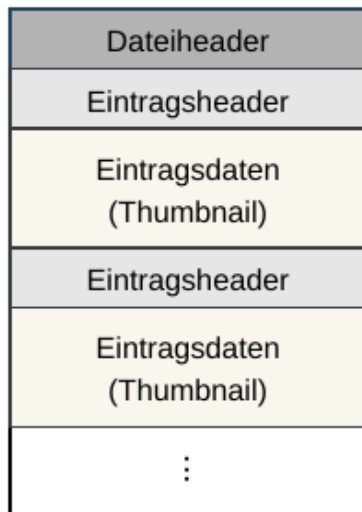 Dateiheader
Eintragsheader
Eintragsdaten
(Thumbnail)
Eintragsheader
Eintragsdaten
(Thumbnail)
⋮